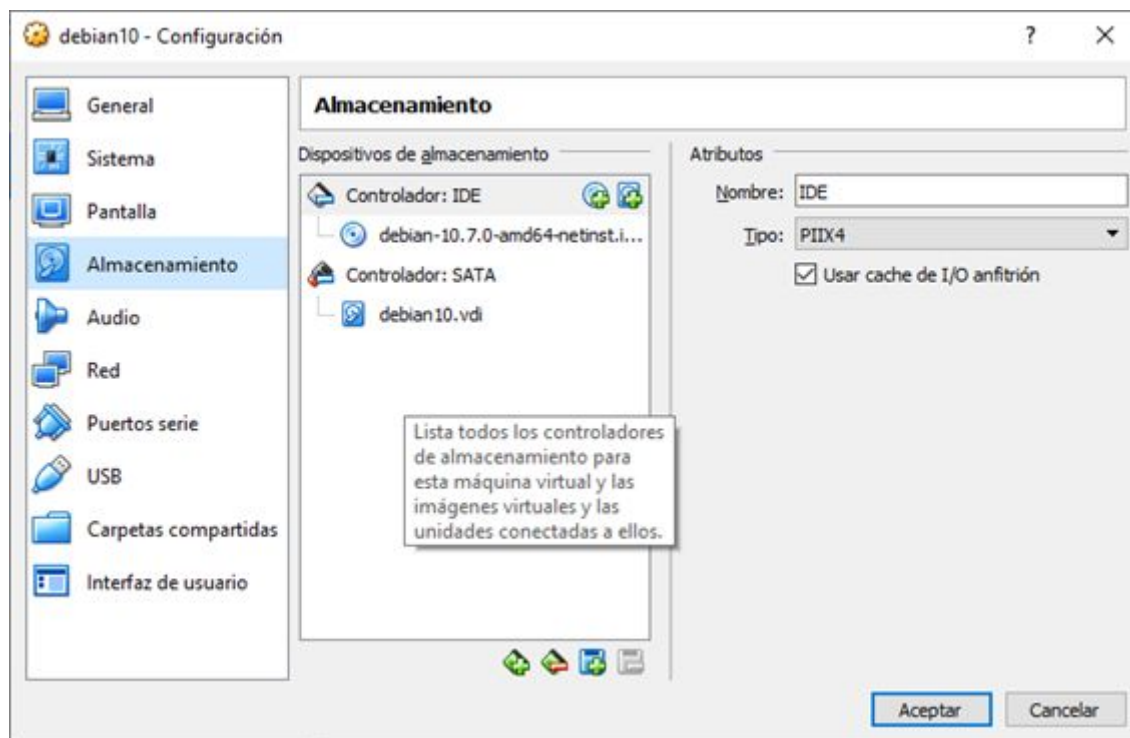 debian10 - Configuración
General
Sistema
Pantalla
Almacenamiento
Audio
Red
Puertos serie
USB
Carpetas compartidas
Interfaz de usuario
Almacenamiento
Dispositivos de almacenamiento
Controlador: IDE
debian-10.7.0-amd64-netinst.i...
Controlador: SATA
debian10.vdi
Lista todos los controladores
de almacenamiento para
esta máquina virtual y las
imágenes virtuales y las
unidades conectadas a ellos.
Atributos
Nombre: IDE
Tipo: PIIX4
Usar cache de I/O anfitrión
Aceptar
Cancelar